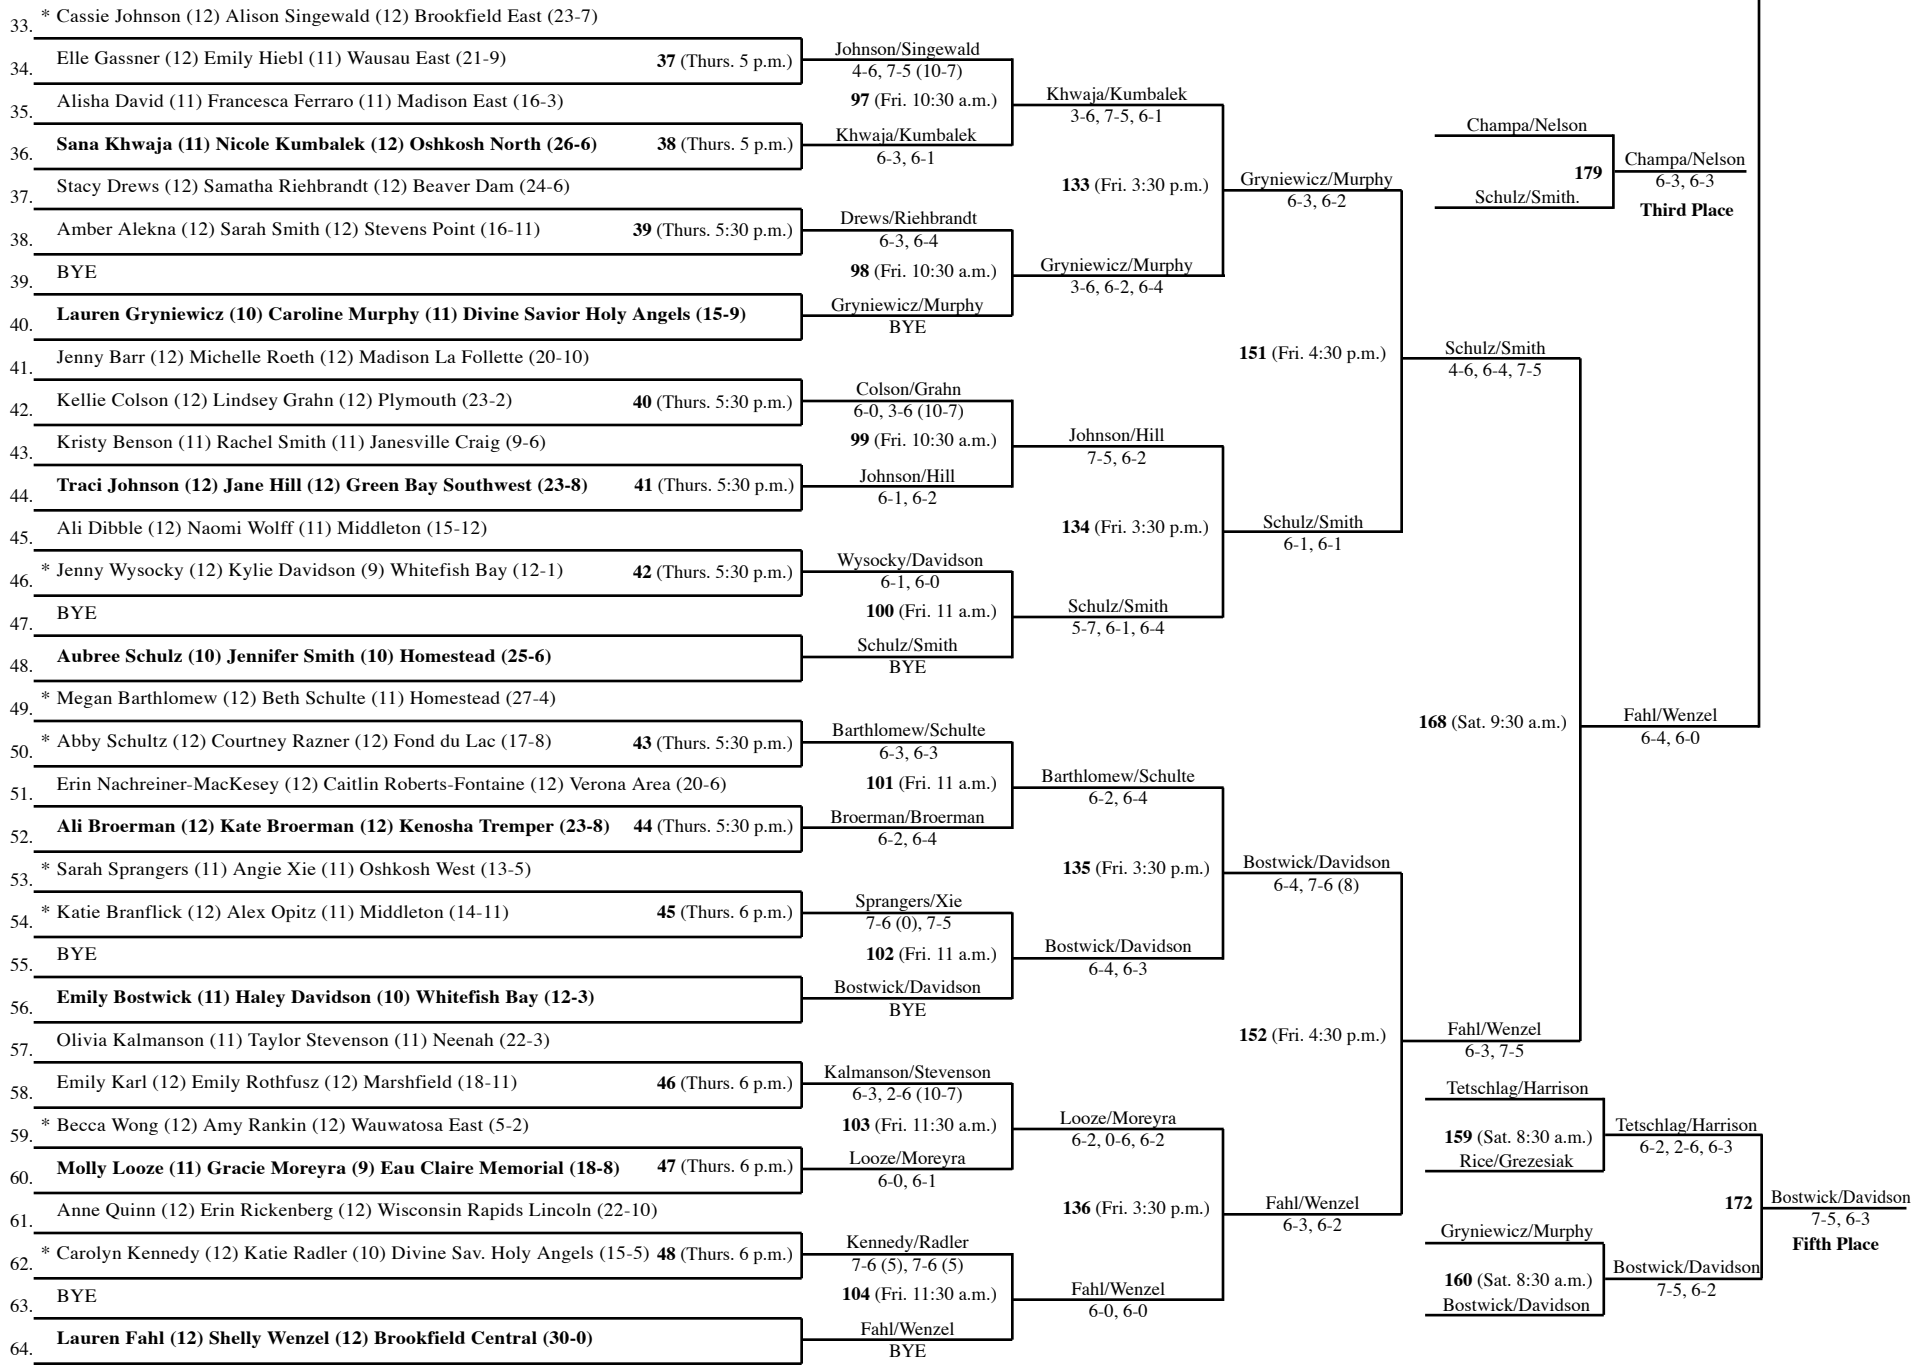 33. * Cassie Johnson (12) Alison Singewald (12) Brookfield East (23-7)
34. Elle Gassner (12) Emily Hiebl (11) Wausau East (21-9) 37 (Thurs. 5 p.m.)
35. Alisha David (11) Francesca Ferraro (11) Madison East (16-3)
36. Sana Khwaja (11) Nicole Kumbalek (12) Oshkosh North (26-6) 38 (Thurs. 5 p.m.)
37. Stacy Drews (12) Samatha Riehbrandt (12) Beaver Dam (24-6)
38. Amber Alekna (12) Sarah Smith (12) Stevens Point (16-11) 39 (Thurs. 5:30 p.m.)
39. BYE
40. Lauren Gryniewicz (10) Caroline Murphy (11) Divine Savior Holy Angels (15-9)
41. Jenny Barr (12) Michelle Roeth (12) Madison La Follette (20-10)
42. Kellie Colson (12) Lindsey Grahn (12) Plymouth (23-2) 40 (Thurs. 5:30 p.m.)
43. Kristy Benson (11) Rachel Smith (11) Janesville Craig (9-6)
44. Traci Johnson (12) Jane Hill (12) Green Bay Southwest (23-8) 41 (Thurs. 5:30 p.m.)
45. Ali Dibble (12) Naomi Wolff (11) Middleton (15-12)
46. * Jenny Wysocky (12) Kylie Davidson (9) Whitefish Bay (12-1) 42 (Thurs. 5:30 p.m.)
47. BYE
48. Aubree Schulz (10) Jennifer Smith (10) Homestead (25-6)
49. * Megan Barthlomew (12) Beth Schulte (11) Homestead (27-4)
50. * Abby Schultz (12) Courtney Razner (12) Fond du Lac (17-8) 43 (Thurs. 5:30 p.m.)
51. Erin Nachreiner-MacKesey (12) Caitlin Roberts-Fontaine (12) Verona Area (20-6)
52. Ali Broerman (12) Kate Broerman (12) Kenosha Tremper (23-8) 44 (Thurs. 5:30 p.m.)
53. * Sarah Sprangers (11) Angie Xie (11) Oshkosh West (13-5)
54. * Katie Branflick (12) Alex Opitz (11) Middleton (14-11) 45 (Thurs. 6 p.m.)
55. BYE
56. Emily Bostwick (11) Haley Davidson (10) Whitefish Bay (12-3)
57. Olivia Kalmanson (11) Taylor Stevenson (11) Neenah (22-3)
58. Emily Karl (12) Emily Rothfusz (12) Marshfield (18-11) 46 (Thurs. 6 p.m.)
59. * Becca Wong (12) Amy Rankin (12) Wauwatosa East (5-2)
60. Molly Looze (11) Gracie Moreyra (9) Eau Claire Memorial (18-8) 47 (Thurs. 6 p.m.)
61. Anne Quinn (12) Erin Rickenberg (12) Wisconsin Rapids Lincoln (22-10)
62. * Carolyn Kennedy (12) Katie Radler (10) Divine Sav. Holy Angels (15-5) 48 (Thurs. 6 p.m.)
63. BYE
64. Lauren Fahl (12) Shelly Wenzel (12) Brookfield Central (30-0)
Johnson/Singewald
4-6, 7-5 (10-7)
97 (Fri. 10:30 a.m.)
Khwaja/Kumbalek
6-3, 6-1
Drews/Riehbrandt
6-3, 6-4
98 (Fri. 10:30 a.m.)
Gryniewicz/Murphy
BYE
Colson/Grahn
6-0, 3-6 (10-7)
99 (Fri. 10:30 a.m.)
Johnson/Hill
6-1, 6-2
Wysocky/Davidson
6-1, 6-0
100 (Fri. 11 a.m.)
Schulz/Smith
BYE
Barthlomew/Schulte
6-3, 6-3
101 (Fri. 11 a.m.)
Broerman/Broerman
6-2, 6-4
Sprangers/Xie
7-6 (0), 7-5
102 (Fri. 11 a.m.)
Bostwick/Davidson
BYE
Kalmanson/Stevenson
6-3, 2-6 (10-7)
103 (Fri. 11:30 a.m.)
Looze/Moreyra
6-0, 6-1
Kennedy/Radler
7-6 (5), 7-6 (5)
104 (Fri. 11:30 a.m.)
Fahl/Wenzel
BYE
Khwaja/Kumbalek
3-6, 7-5, 6-1
133 (Fri. 3:30 p.m.)
Gryniewicz/Murphy
3-6, 6-2, 6-4
Johnson/Hill
7-5, 6-2
134 (Fri. 3:30 p.m.)
Schulz/Smith
5-7, 6-1, 6-4
Barthlomew/Schulte
6-2, 6-4
135 (Fri. 3:30 p.m.)
Bostwick/Davidson
6-4, 6-3
Looze/Moreyra
6-2, 0-6, 6-2
136 (Fri. 3:30 p.m.)
Fahl/Wenzel
6-0, 6-0
Gryniewicz/Murphy
6-3, 6-2
151 (Fri. 4:30 p.m.)
Schulz/Smith
6-1, 6-1
Bostwick/Davidson
6-4, 7-6 (8)
152 (Fri. 4:30 p.m.)
Fahl/Wenzel
6-3, 6-2
Schulz/Smith
4-6, 6-4, 7-5
168 (Sat. 9:30 a.m.)
Fahl/Wenzel
6-3, 7-5
Fahl/Wenzel
6-4, 6-0
Champa/Nelson
179
Schulz/Smith.
Champa/Nelson
6-3, 6-3
Third Place
Tetschlag/Harrison
159 (Sat. 8:30 a.m.)
Rice/Grezesiak
Tetschlag/Harrison
6-2, 2-6, 6-3
172
Gryniewicz/Murphy
160 (Sat. 8:30 a.m.)
Bostwick/Davidson
Bostwick/Davidson
7-5, 6-2
Bostwick/Davidson
7-5, 6-3
Fifth Place